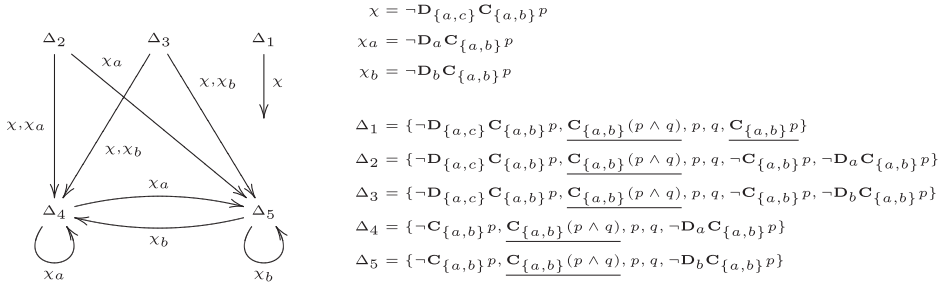 Δ2 Δ3 Δ1
χa
χ
χ,χb
χ,χa
χ,χb
χa
Δ4 Δ5
χb
χa χb
χ = ¬D{a,c}C{a,b}p
χa = ¬DaC{a,b}p
χb = ¬DbC{a,b}p
Δ1 = {¬D{a,c}C{a,b}p, C{a,b}(p ∧ q), p, q, C{a,b}p}
Δ2 = {¬D{a,c}C{a,b}p, C{a,b}(p ∧ q), p, q, ¬C{a,b}p, ¬DaC{a,b}p}
Δ3 = {¬D{a,c}C{a,b}p, C{a,b}(p ∧ q), p, q, ¬C{a,b}p, ¬DbC{a,b}p}
Δ4 = {¬C{a,b}p, C{a,b}(p ∧ q), p, q, ¬DaC{a,b}p}
Δ5 = {¬C{a,b}p, C{a,b}(p ∧ q), p, q, ¬DbC{a,b}p}